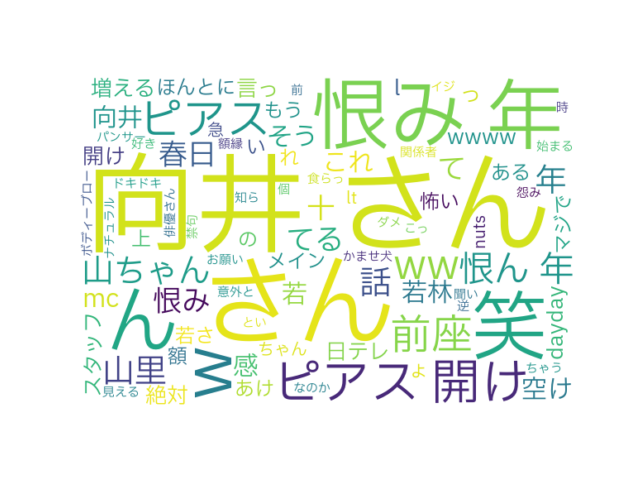 増える ほんとに 言っ 前 l イジ っ
向井 ピアス もう 恨み 年 時
パンサー 好き 急 額縁 そう wwww 始まる
開け 春日 い れ これ 関係者 て ある 年
ボディーブロー ドキドキ 俳優さん 知ら 個 食らっ 怖い 怨み マジで
向井 さん + lt ダメ こっ nuts
ナチュラル 上 禁句 の てる メイン かませ犬
山ちゃん お願い さん ww 恨ん 年
mc 恨み 意外と 若 話 若林 聞い 逆
スタッフ ん w とい 前座 笑 dayday
若さ 額 ちゃん 日テレ
山里 感 ピアス 開け ょ ちゃう
見える 絶対 あけ なのか 空け